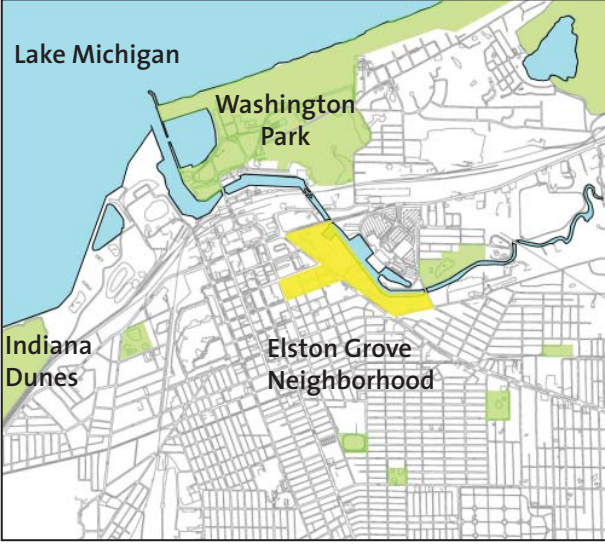 Lake Michigan
Washington
Park
Indiana
Dunes
Elston Grove
Neighborhood